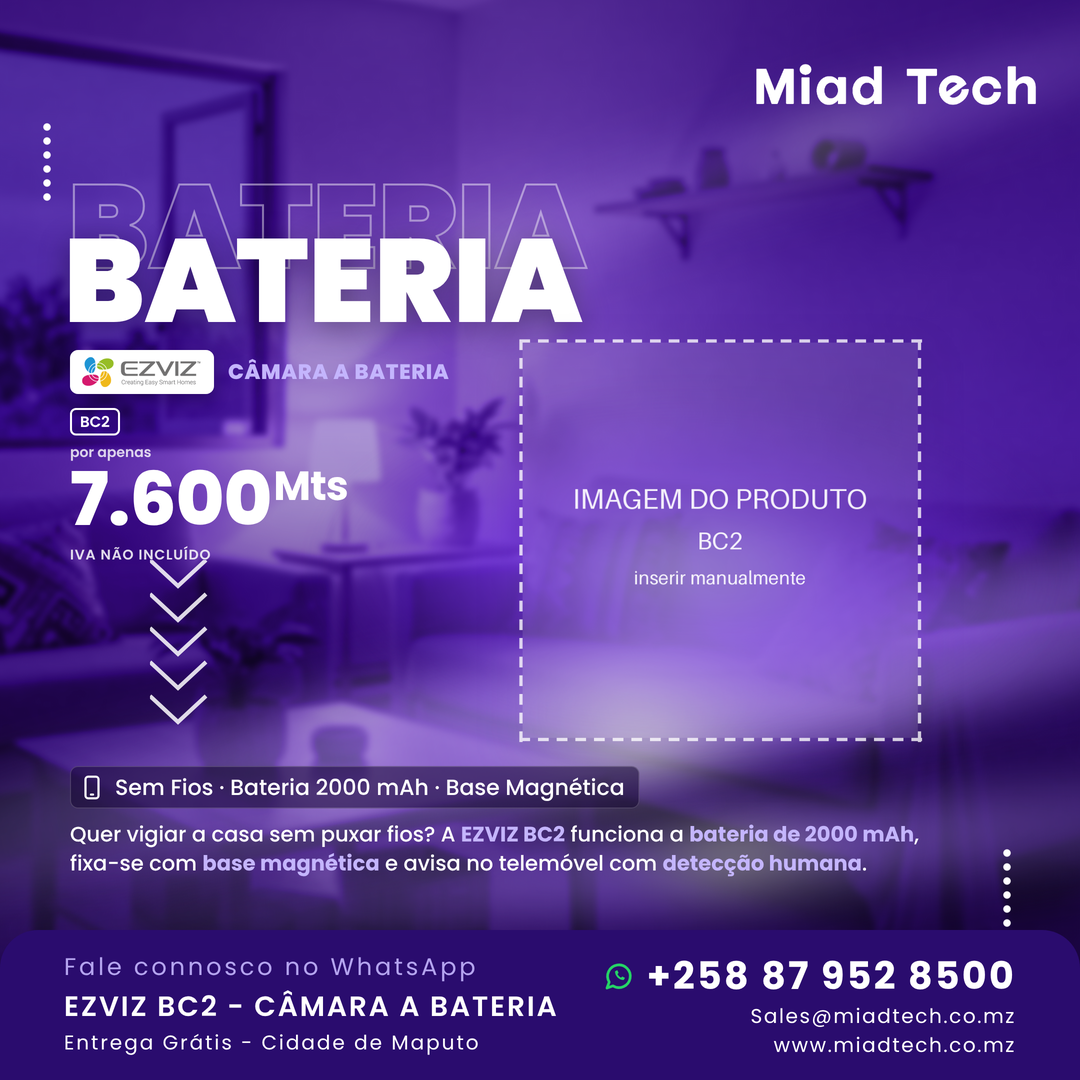 Miad Tech
BATERIA
BATERIA
EZVIZ™
Creating Easy Smart Homes
CÂMARA A BATERIA
BC2
por apenas
7.600Mts
IVA NÃO INCLUÍDO
IMAGEM DO PRODUTO
BC2
inserir manualmente
Sem Fios · Bateria 2000 mAh · Base Magnética
Quer vigiar a casa sem puxar fios? A EZVIZ BC2 funciona a bateria de 2000 mAh,
fixa-se com base magnética e avisa no telemóvel com detecção humana.
Fale connosco no WhatsApp
EZVIZ BC2 - CÂMARA A BATERIA
Entrega Grátis - Cidade de Maputo
+258 87 952 8500
Sales@miadtech.co.mz
www.miadtech.co.mz